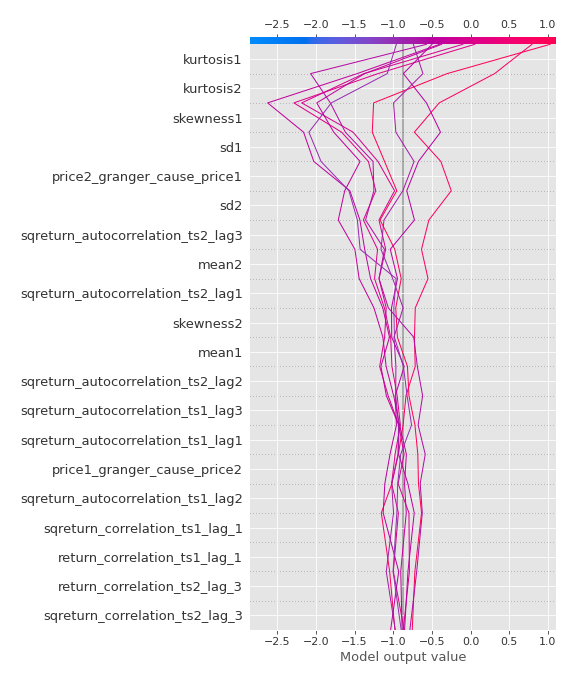 −2.5 −2.0 −1.5 −1.0 −0.5 0.0 0.5 1.0
kurtosis1
kurtosis2
skewness1
sd1
price2_granger_cause_price1
sd2
sqreturn_autocorrelation_ts2_lag3
mean2
sqreturn_autocorrelation_ts2_lag1
skewness2
mean1
sqreturn_autocorrelation_ts2_lag2
sqreturn_autocorrelation_ts1_lag3
sqreturn_autocorrelation_ts1_lag1
price1_granger_cause_price2
sqreturn_autocorrelation_ts1_lag2
sqreturn_correlation_ts1_lag_1
return_correlation_ts1_lag_1
return_correlation_ts2_lag_3
sqreturn_correlation_ts2_lag_3
−2.5 −2.0 −1.5 −1.0 −0.5 0.0 0.5 1.0
Model output value